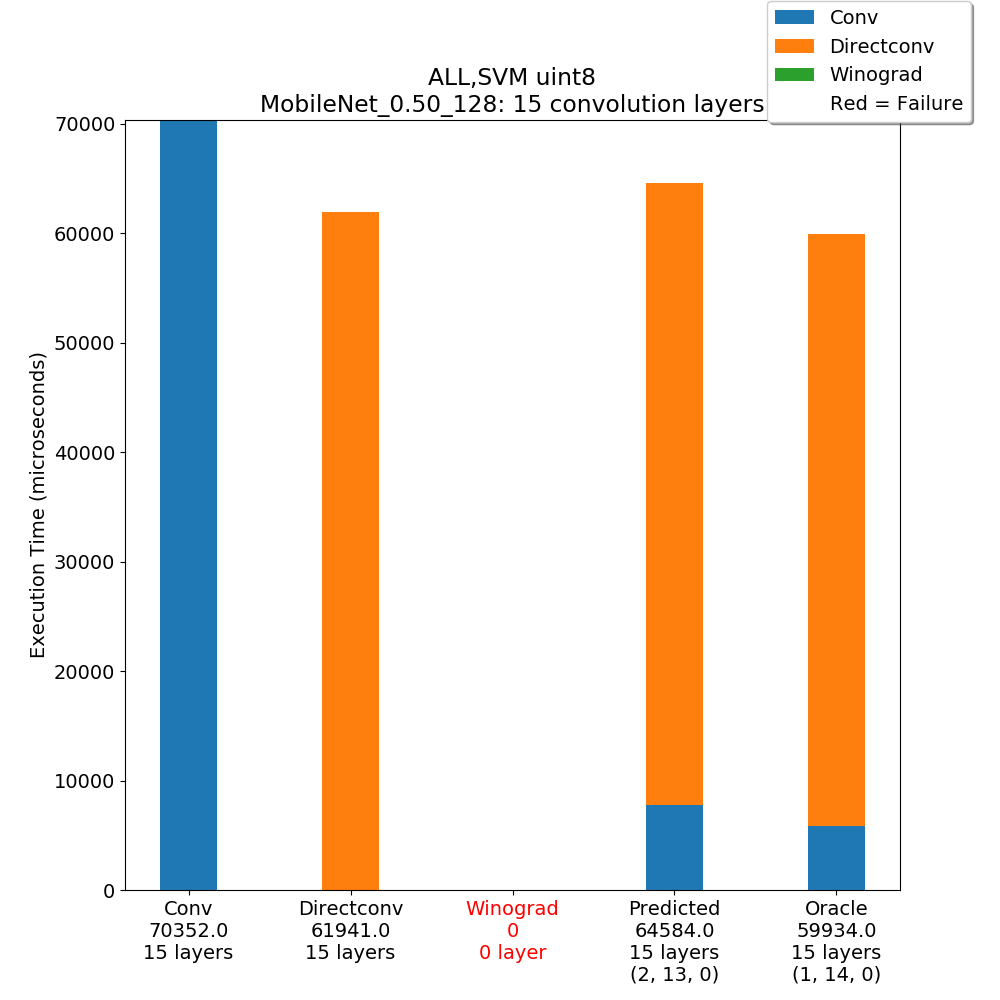 Conv
Directconv
Winograd
Red = Failure
ALL,SVM uint8
MobileNet_0.50_128: 15 convolution layers
Execution Time (microseconds)
70000
60000
50000
40000
30000
20000
10000
0
Conv
70352.0
15 layers
Directconv
61941.0
15 layers
Winograd
0
0 layer
Predicted
64584.0
15 layers
(2, 13, 0)
Oracle
59934.0
15 layers
(1, 14, 0)